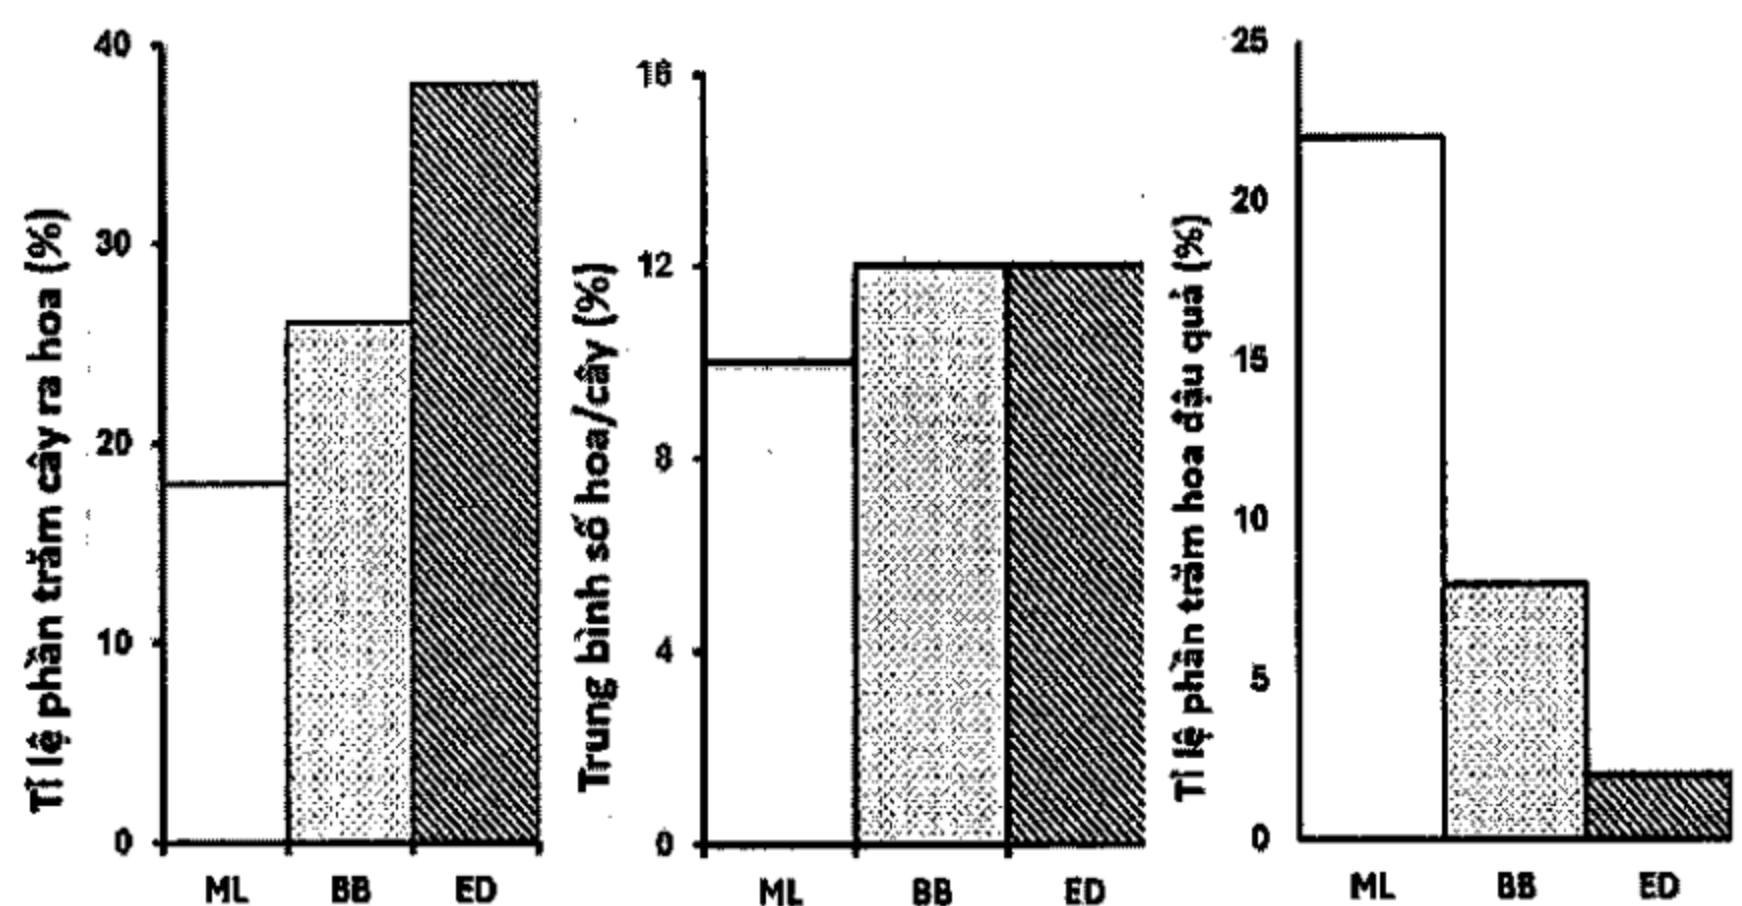 Tỉ lệ phần trăm cây ra hoa (%)
40
30
20
10
0
ML BB ED
Trung bình số hoa/cây (%)
16
12
8
4
0
ML BB ED
Tỉ lệ phần trăm hoa đậu quả (%)
25
20
15
10
5
0
ML BB ED